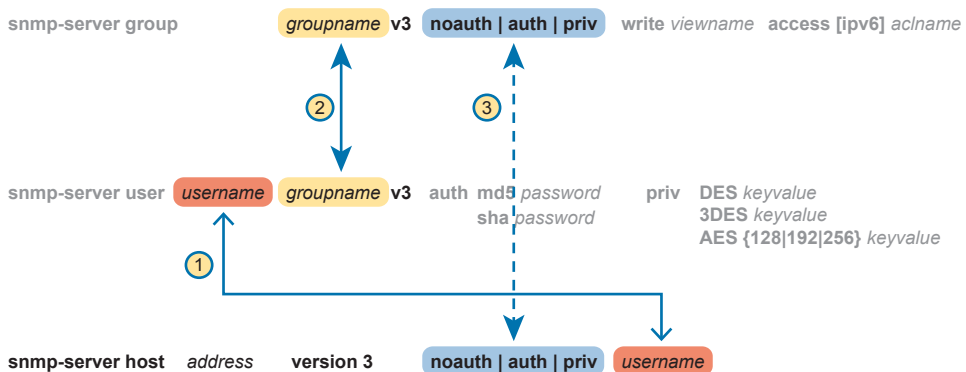 snmp-server group groupname v3 noauth | auth | priv write viewname access [ipv6] aclname
2 3
snmp-server user username groupname v3 auth md5 password priv DES keyvalue
sha password 3DES keyvalue
AES {128|192|256} keyvalue
1
snmp-server host address version 3 noauth | auth | priv username